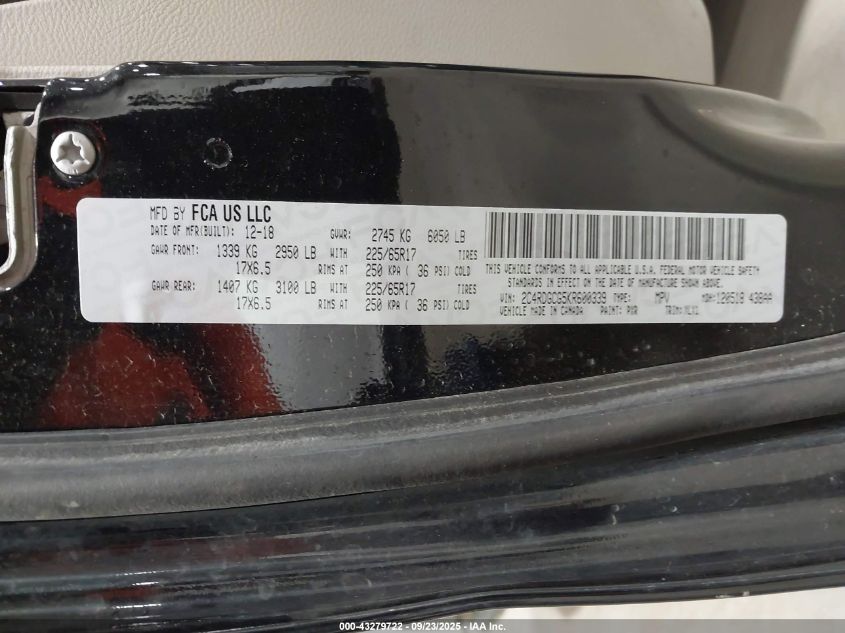 MFD BY FCA US LLC
DATE OF MFR(BUILT): 12-18 GVWR: 2745 KG 6050 LB
GAWR FRONT: 1339 KG 2950 LB WITH 225/65R17 TIRES
17X6.5 RIMS AT 250 KPA ( 36 PSI) COLD
GAWR REAR: 1407 KG 3100 LB WITH 225/65R17 TIRES
17X6.5 RIMS AT 250 KPA ( 36 PSI) COLD
THIS VEHICLE CONFORMS TO ALL APPLICABLE U.S.A. FEDERAL MOTOR VEHICLE SAFETY
STANDARDS IN EFFECT ON THE DATE OF MANUFACTURE SHOWN ABOVE.
VIN: 2C4RDGCG5KR600339 TYPE: MPV MDH: 120518 438AA
VEHICLE MADE IN CANADA PAINT: PXR TRIM:
000-43279722 - 09/23/2025 - IAA Inc.